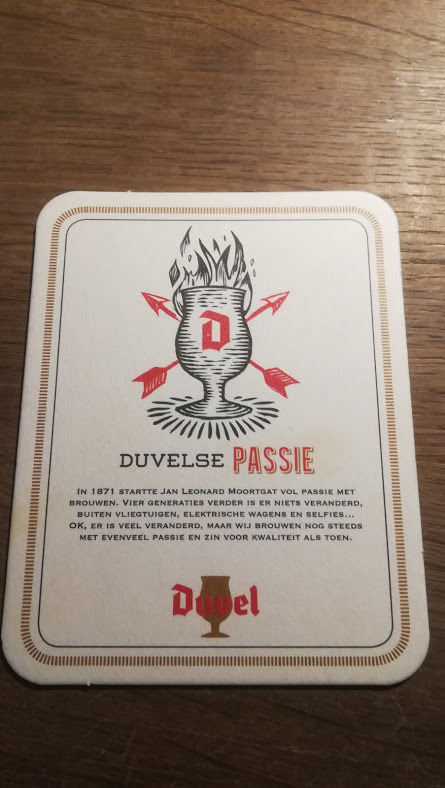 D
DUVELSE PASSIE
IN 1871 STARTTE JAN LEONARD MOORTGAT VOL PASSIE MET
BROUWEN. VIER GENERATIES VERDER IS ER NIETS VERANDERD,
BUITEN VLIEGTUIGEN, ELEKTRISCHE WAGENS EN SELFIES...
OK, ER IS VEEL VERANDERD, MAAR WIJ BROUWEN NOG STEEDS
MET EVENVEEL PASSIE EN ZIN VOOR KWALITEIT ALS TOEN.
Duvel